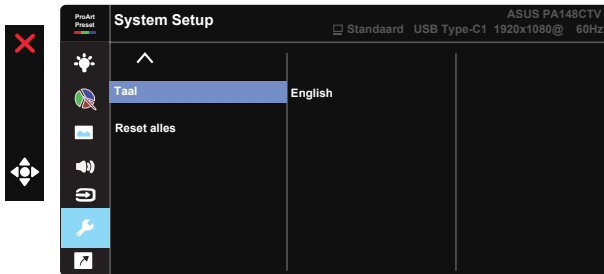 ProArt
Preset
System Setup
ASUS PA148CTV
Standaard USB Type-C1 1920x1080@ 60Hz
Taal English
Reset alles